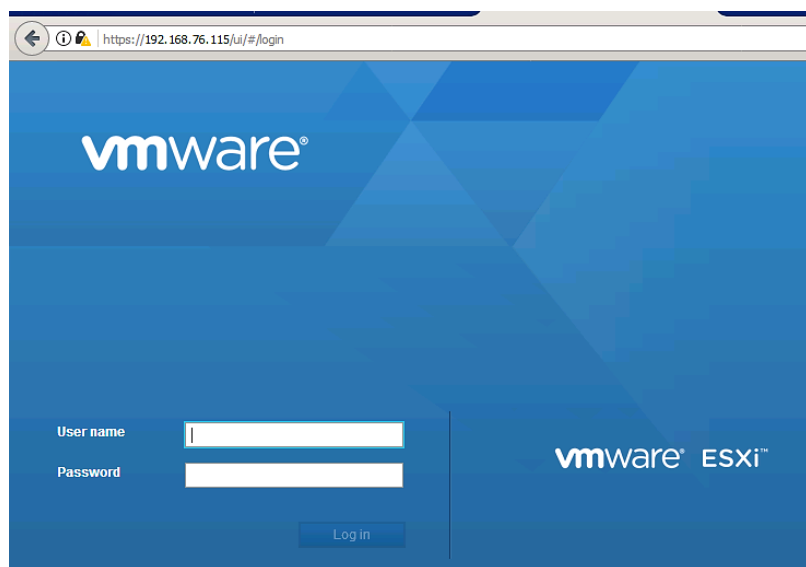 https://192.168.76.115/ui/#/login
vmware®
User name
Password
Log in
vmware® ESXi™